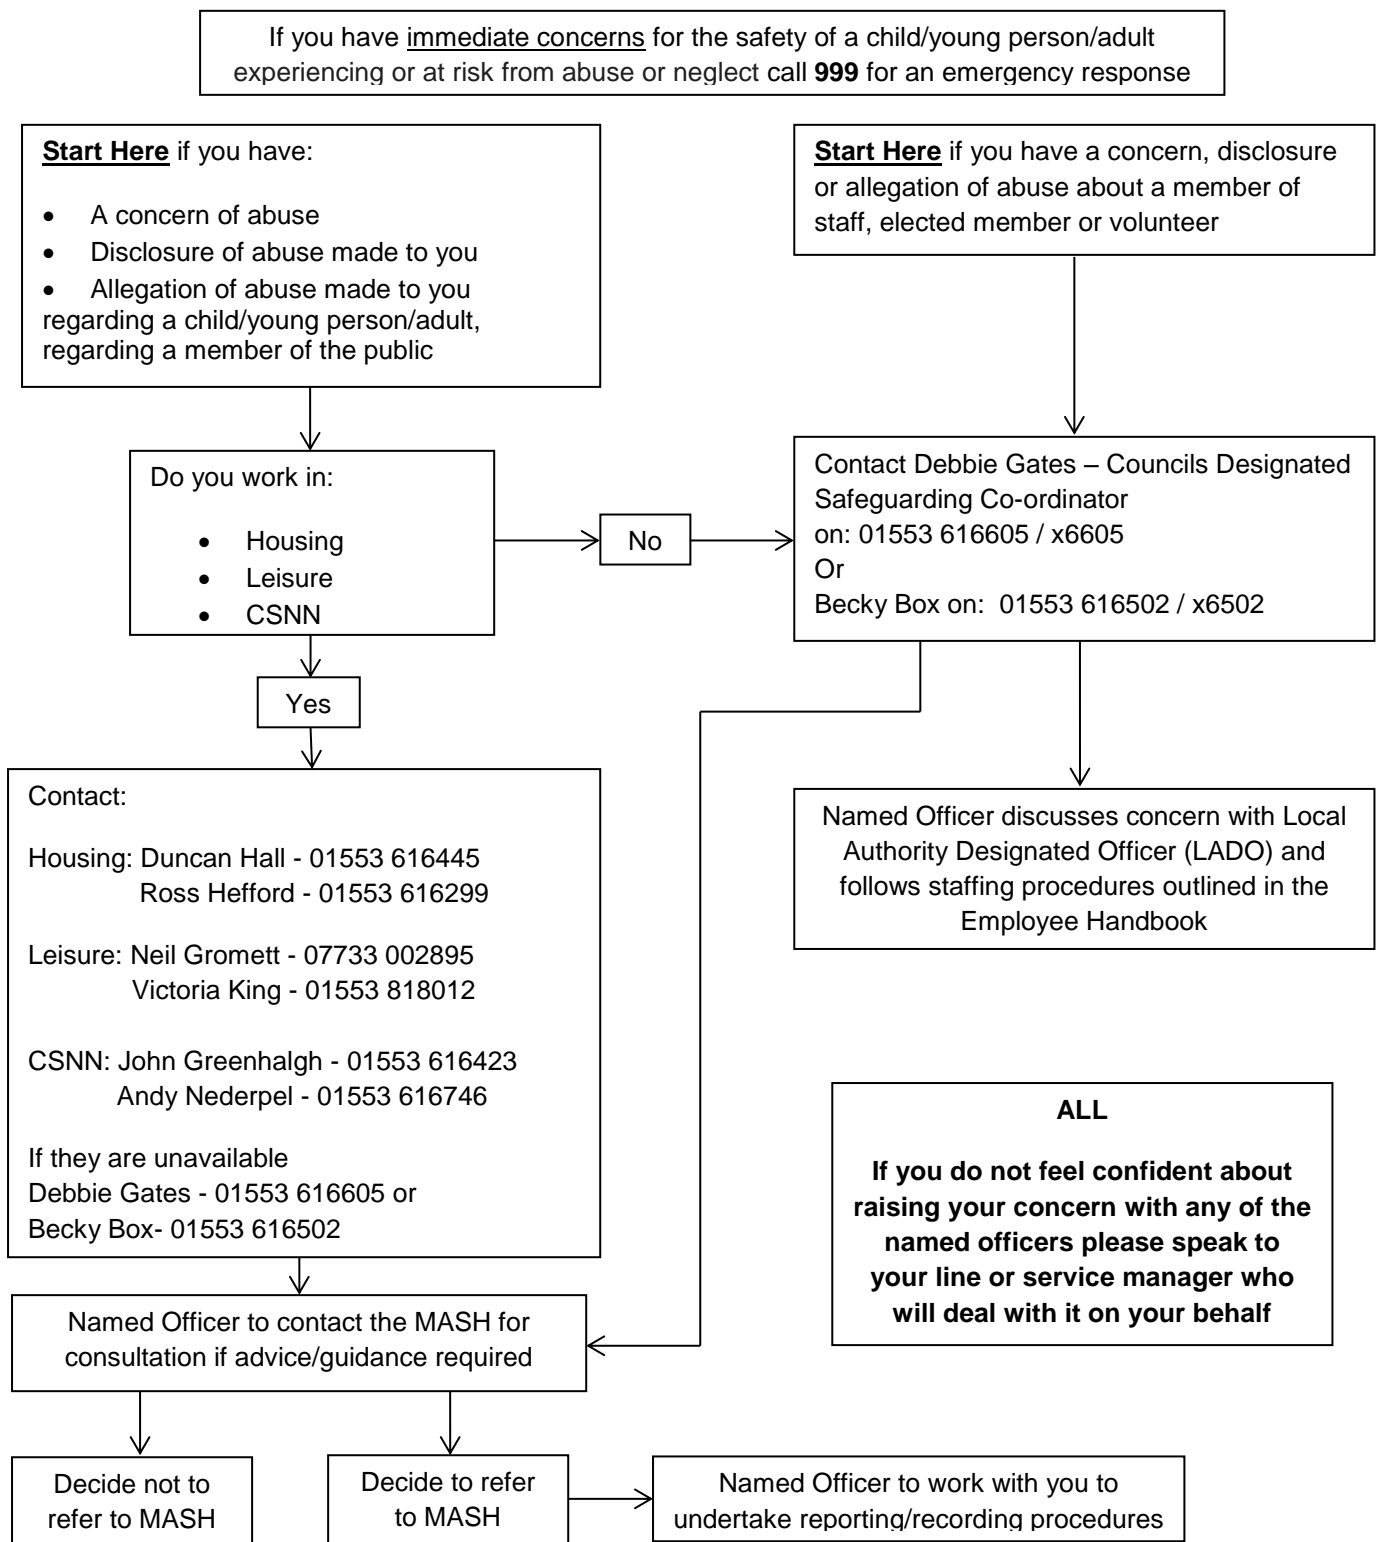 If you have immediate concerns for the safety of a child/young person/adult
experiencing or at risk from abuse or neglect call 999 for an emergency response
Start Here if you have:
• A concern of abuse
• Disclosure of abuse made to you
• Allegation of abuse made to you
regarding a child/young person/adult,
regarding a member of the public
Start Here if you have a concern, disclosure
or allegation of abuse about a member of
staff, elected member or volunteer
Do you work in:
• Housing
• Leisure
• CSNN
No
Contact Debbie Gates – Councils Designated
Safeguarding Co-ordinator
on: 01553 616605 / x6605
Or
Becky Box on: 01553 616502 / x6502
Yes
Contact:
Housing: Duncan Hall - 01553 616445
Ross Hefford - 01553 616299
Leisure: Neil Gromett - 07733 002895
Victoria King - 01553 818012
CSNN: John Greenhalgh - 01553 616423
Andy Nederpel - 01553 616746
If they are unavailable
Debbie Gates - 01553 616605 or
Becky Box- 01553 616502
Named Officer discusses concern with Local
Authority Designated Officer (LADO) and
follows staffing procedures outlined in the
Employee Handbook
ALL
If you do not feel confident about
raising your concern with any of the
named officers please speak to
your line or service manager who
will deal with it on your behalf
Named Officer to contact the MASH for
consultation if advice/guidance required
Decide not to
refer to MASH
Decide to refer
to MASH
Named Officer to work with you to
undertake reporting/recording procedures